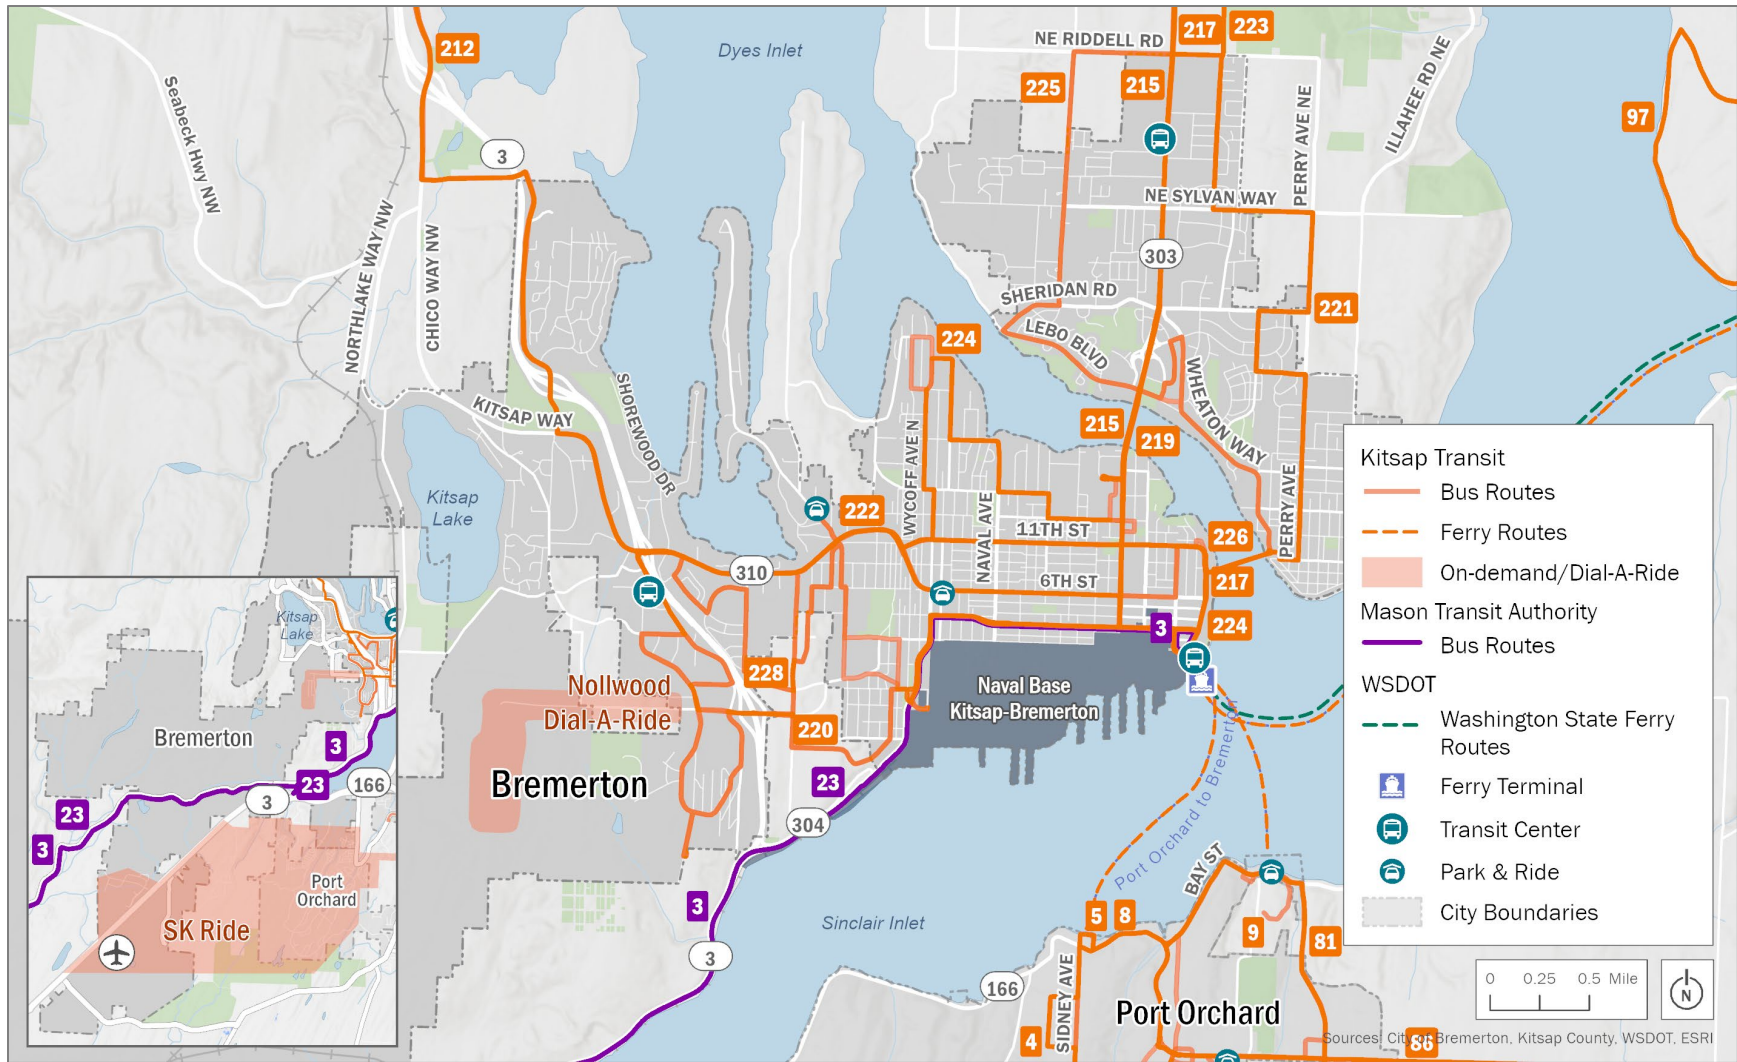 212
Dyes Inlet
NE RIDDELL RD
217
223
225
215
97
Seabeck Hwy NW
3
PERRY AVE NE
ILLAHEE RD NE
NE SYLVAN WAY
NORTHLAKE WAY NW
CHICO WAY NW
303
SHERIDAN RD
221
LEBO BLVD
224
WHEATON WAY
KITSAP WAY
SHOREWOOD DR
WYCOFF AVE N
215
219
Kitsap
Lake
222
NAVAL AVE
11TH ST
226
PERRY AVE
310
6TH ST
217
3
224
228
Nollwood
Dial-A-Ride
Naval Base
Kitsap-Bremerton
220
Bremerton
23
304
Port Orchard to Bremerton
BAY ST
3
Sinclair Inlet
5
8
9
81
3
166
SIDNEY AVE
4
Port Orchard
86
Kitsap
Lake
Bremerton
3
23
3
166
23
3
Port
Orchard
SK Ride
Kitsap Transit
Bus Routes
Ferry Routes
On-demand/Dial-A-Ride
Mason Transit Authority
Bus Routes
WSDOT
Washington State Ferry
Routes
Ferry Terminal
Transit Center
Park & Ride
City Boundaries
0 0.25 0.5 Mile
N
Sources: City of Bremerton, Kitsap County, WSDOT, ESRI